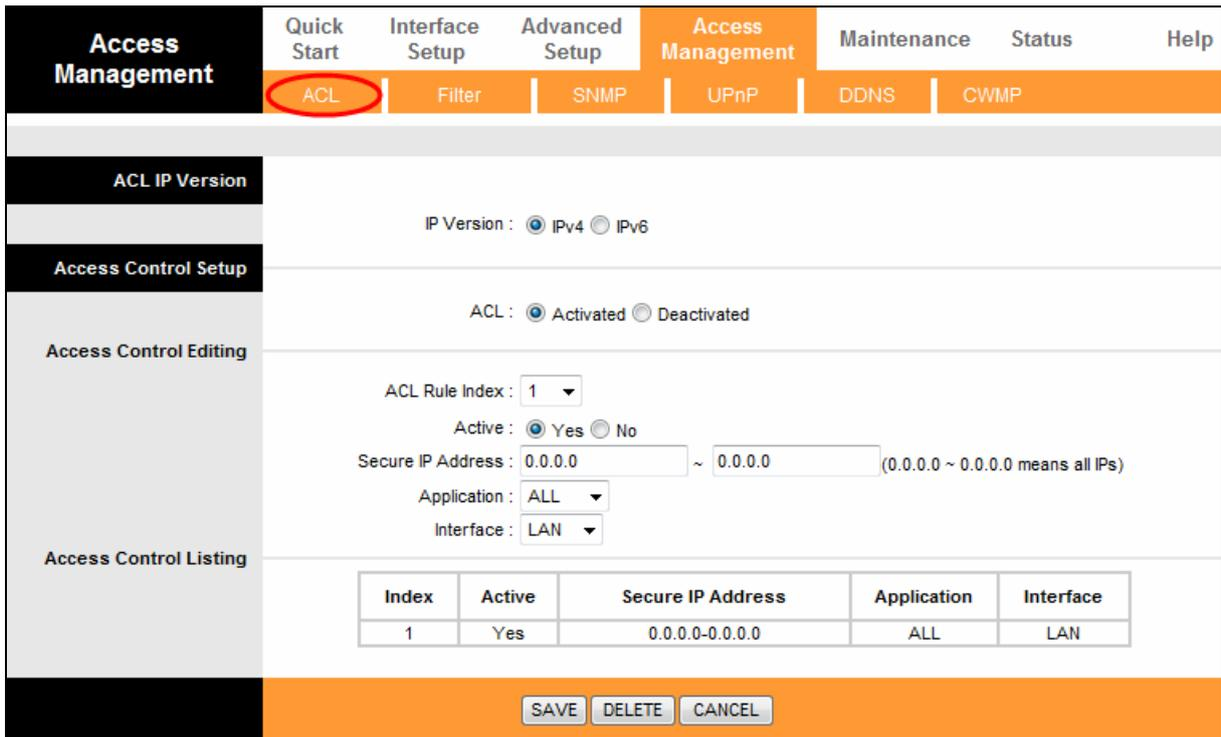 Access Management
Quick Start
Interface Setup
Advanced Setup
Access Management
Maintenance
Status
Help
ACL
Filter
SNMP
UPnP
DDNS
CWMP
ACL IP Version
IP Version : IPv4 IPv6
Access Control Setup
ACL : Activated Deactivated
Access Control Editing
ACL Rule Index : 1
Active : Yes No
Secure IP Address : 0.0.0.0 ~ 0.0.0.0 (0.0.0.0 ~ 0.0.0.0 means all IPs)
Application : ALL
Interface : LAN
Access Control Listing
Index Active Secure IP Address Application Interface
1 Yes 0.0.0.0-0.0.0.0 ALL LAN
SAVE DELETE CANCEL